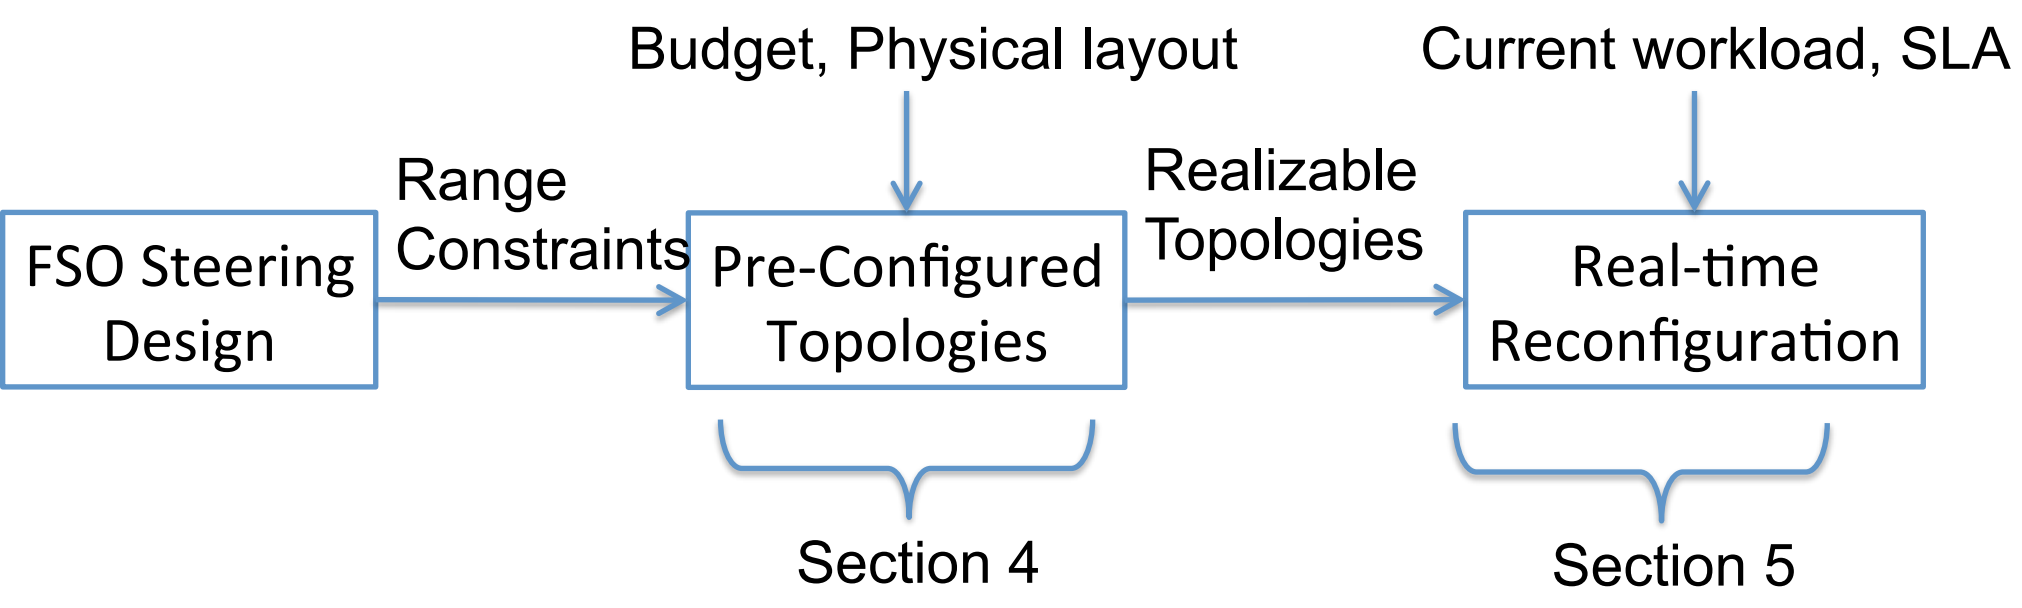 Budget, Physical layout
Current workload, SLA
Range
Constraints
Realizable
Topologies
FSO Steering
Design
Pre-Configured
Topologies
Real-time
Reconfiguration
Section 4
Section 5